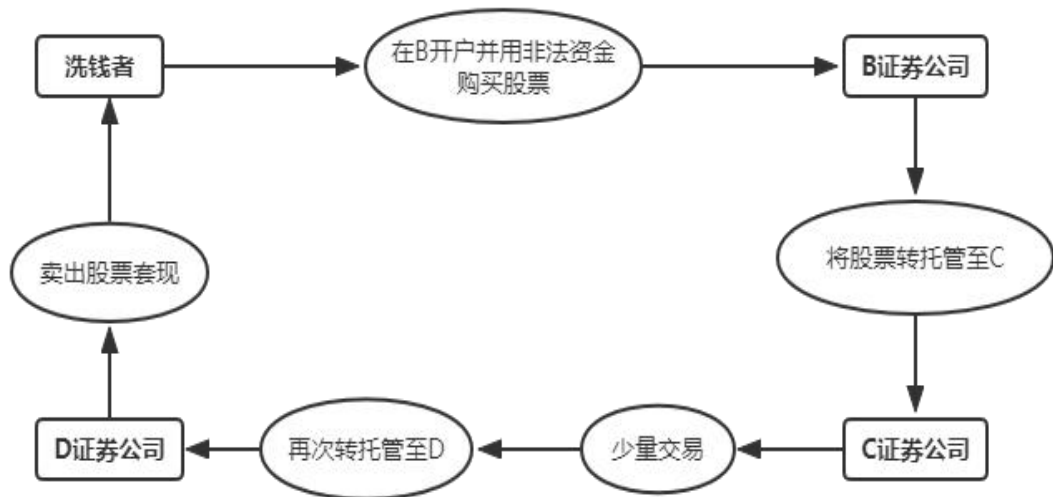 洗钱者
在B开户并用非法资金
购买股票
B证券公司
将股票转托管至C
C证券公司
少量交易
再次转托管至D
D证券公司
卖出股票套现